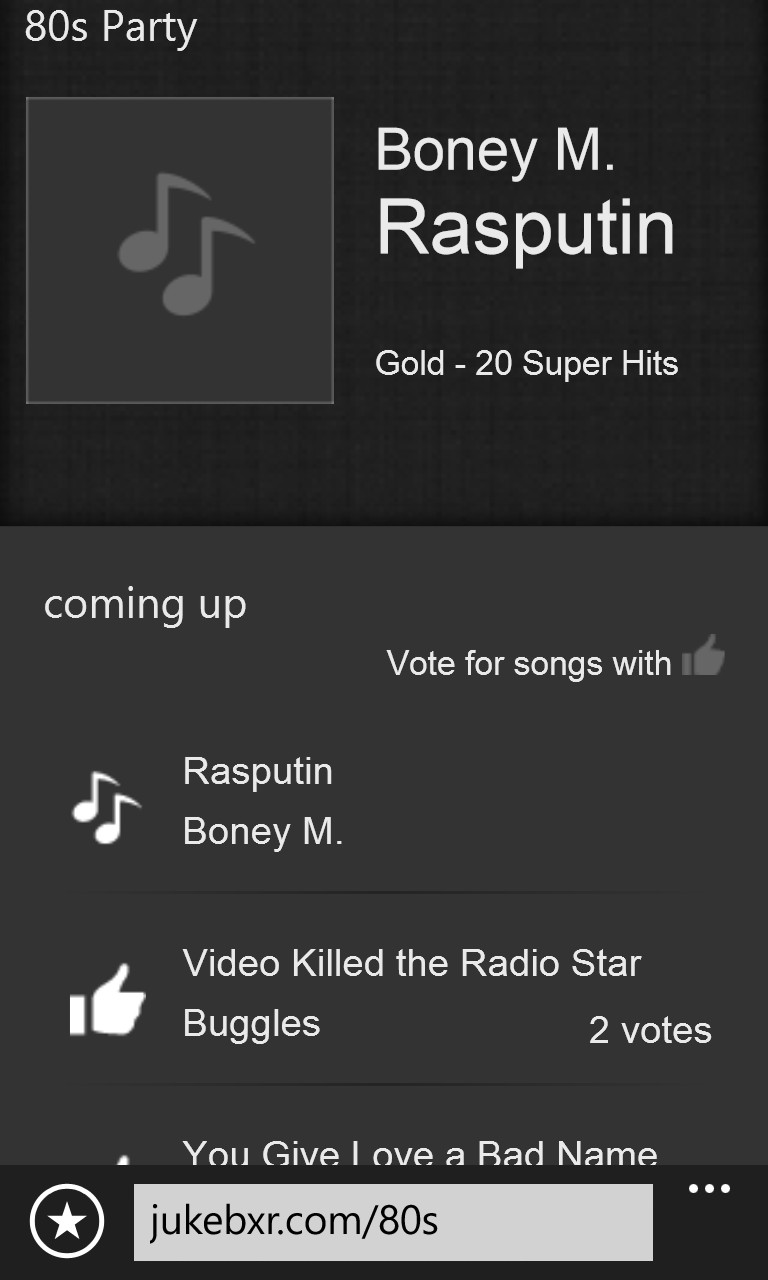 80s Party
Boney M.
Rasputin
Gold - 20 Super Hits
coming up
Vote for songs with
Rasputin
Boney M.
Video Killed the Radio Star
Buggles
2 votes
You Give Love a Bad Name
jukebxr.com/80s